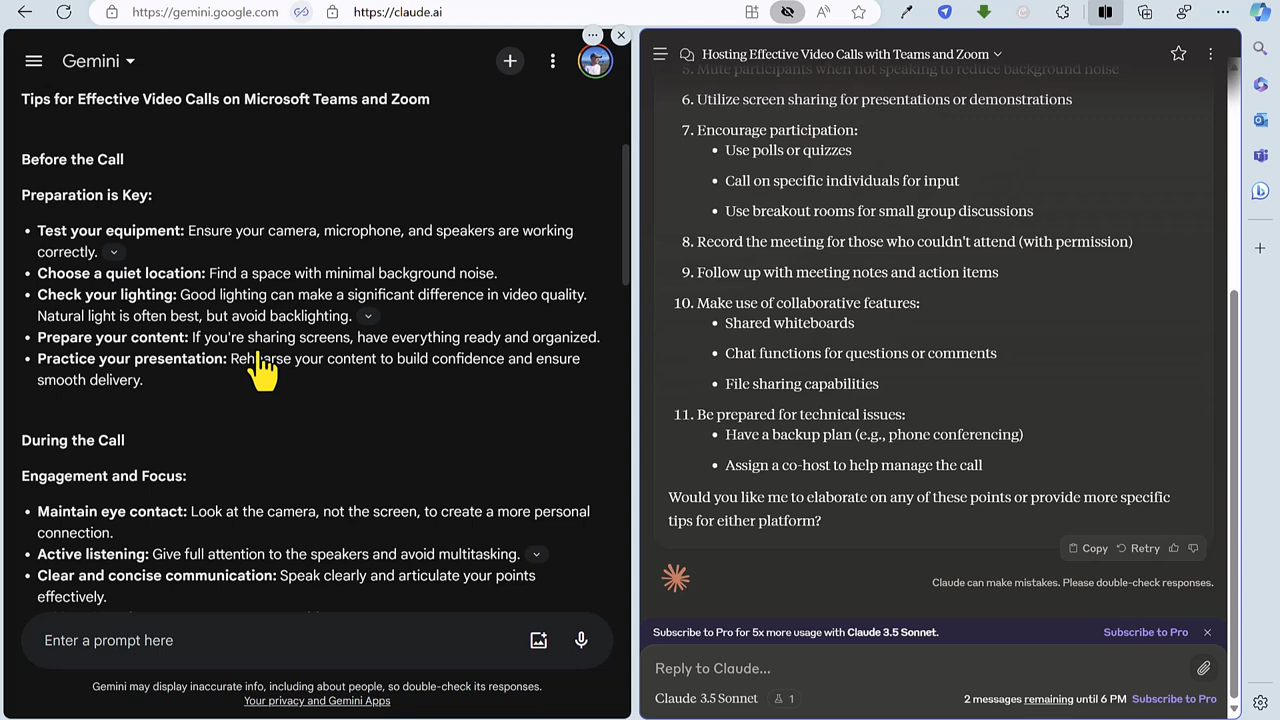 https://gemini.google.com
https://claude.ai
Gemini
Tips for Effective Video Calls on Microsoft Teams and Zoom
Before the Call
Preparation is Key:
• Test your equipment: Ensure your camera, microphone, and speakers are working
correctly.
• Choose a quiet location: Find a space with minimal background noise.
• Check your lighting: Good lighting can make a significant difference in video quality.
Natural light is often best, but avoid backlighting.
• Prepare your content: If you're sharing screens, have everything ready and organized.
• Practice your presentation: Rehearse your content to build confidence and ensure
smooth delivery.
During the Call
Engagement and Focus:
• Maintain eye contact: Look at the camera, not the screen, to create a more personal
connection.
• Active listening: Give full attention to the speakers and avoid multitasking.
• Clear and concise communication: Speak clearly and articulate your points
effectively.
Enter a prompt here
Gemini may display inaccurate info, including about people, so double-check its responses.
Your privacy and Gemini Apps
Hosting Effective Video Calls with Teams and Zoom
5. Mute participants when not speaking to reduce background noise
6. Utilize screen sharing for presentations or demonstrations
7. Encourage participation:
• Use polls or quizzes
• Call on specific individuals for input
• Use breakout rooms for small group discussions
8. Record the meeting for those who couldn't attend (with permission)
9. Follow up with meeting notes and action items
10. Make use of collaborative features:
• Shared whiteboards
• Chat functions for questions or comments
• File sharing capabilities
11. Be prepared for technical issues:
• Have a backup plan (e.g., phone conferencing)
• Assign a co-host to help manage the call
Would you like me to elaborate on any of these points or provide more specific
tips for either platform?
Copy Retry
Claude can make mistakes. Please double-check responses.
Subscribe to Pro for 5x more usage with Claude 3.5 Sonnet. Subscribe to Pro
Reply to Claude...
Claude 3.5 Sonnet 1 2 messages remaining until 6 PM Subscribe to Pro